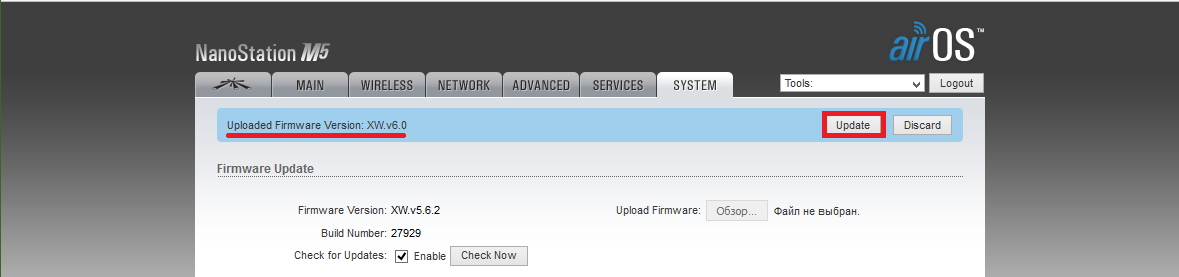 NanoStation M5
airOS™
MAIN WIRELESS NETWORK ADVANCED SERVICES SYSTEM Tools: Logout
Uploaded Firmware Version: XW.v6.0 Update Discard
Firmware Update
Firmware Version: XW.v5.6.2 Upload Firmware: Обзор... Файл не выбран.
Build Number: 27929
Check for Updates: Enable Check Now